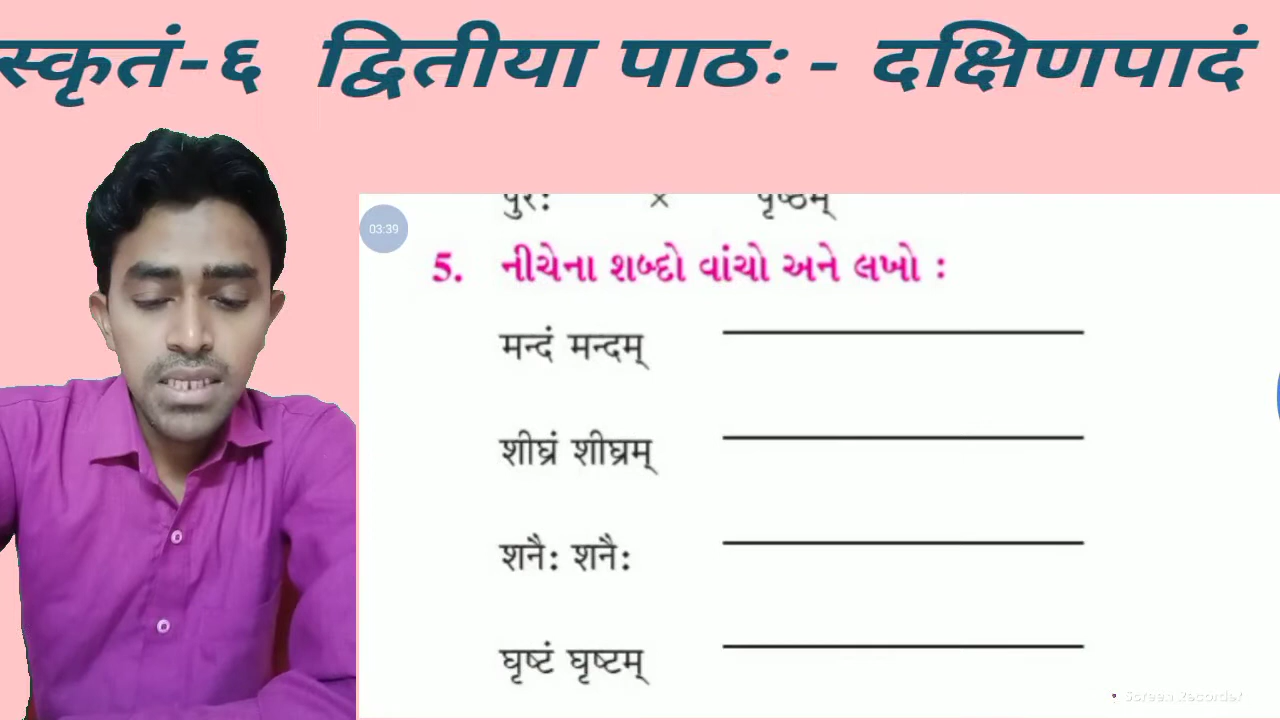 स्कृतं-६ द्वितीया पाठः - दक्षिणपादं
पुरः × पृष्ठम्
03:39
5. નીચેના શબ્દો વાંચો અને લખો :
मन्दं मन्दम्
शीघ्रं शीघ्रम्
शनैः शनैः
घृष्टं घृष्टम्
Screen Recorder